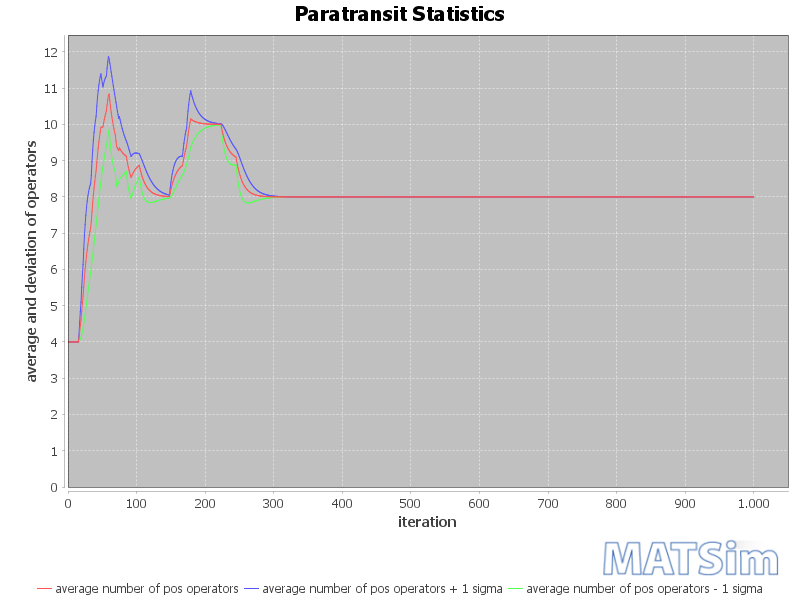 Paratransit Statistics
average and deviation of operators
12
11
10
9
8
7
6
5
4
3
2
1
0
0 100 200 300 400 500 600 700 800 900 1.000
iteration
MATSim
average number of pos operators average number of pos operators + 1 sigma average number of pos operators - 1 sigma